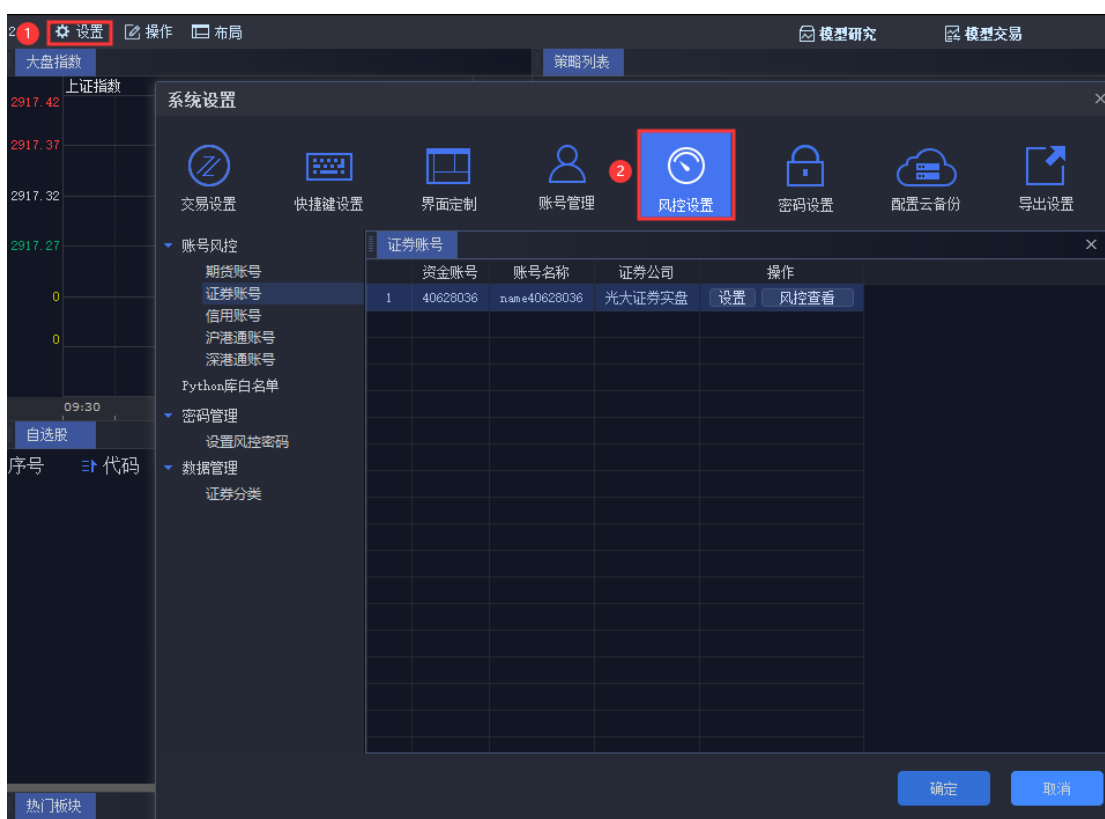 2 1 设置 操作 布局 模型研究 模型交易
大盘指数 策略列表
上证指数
2917.42
2917.37
2917.32
2917.27
0
0
09:30
自选股
序号 代码
热门板块
系统设置
2
交易设置 快捷键设置 界面定制 账号管理 风控设置 密码设置 配置云备份 导出设置
账号风控
期货账号
证券账号
信用账号
沪港通账号
深港通账号
Python库白名单
密码管理
设置风控密码
数据管理
证券分类
证券账号
资金账号 账号名称 证券公司 操作
1 40628036 name40628036 光大证券实盘 设置 风控查看
确定 取消